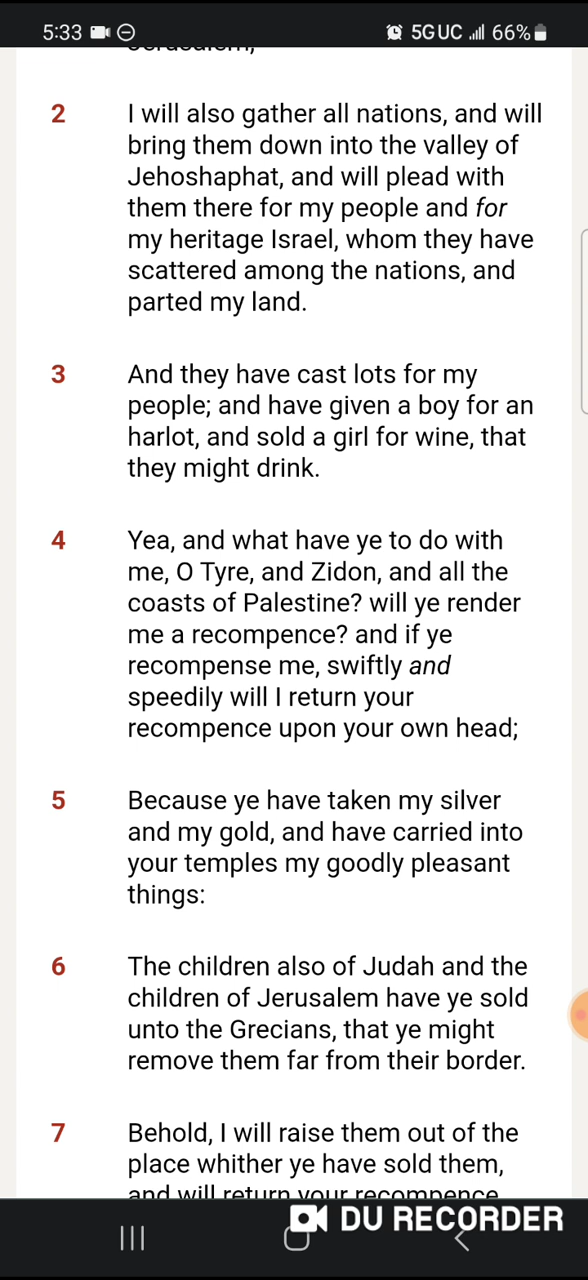 5:33 5GUC 66%
2 I will also gather all nations, and will
bring them down into the valley of
Jehoshaphat, and will plead with
them there for my people and for
my heritage Israel, whom they have
scattered among the nations, and
parted my land.
3 And they have cast lots for my
people; and have given a boy for an
harlot, and sold a girl for wine, that
they might drink.
4 Yea, and what have ye to do with
me, O Tyre, and Zidon, and all the
coasts of Palestine? will ye render
me a recompence? and if ye
recompense me, swiftly and
speedily will I return your
recompence upon your own head;
5 Because ye have taken my silver
and my gold, and have carried into
your temples my goodly pleasant
things:
6 The children also of Judah and the
children of Jerusalem have ye sold
unto the Grecians, that ye might
remove them far from their border.
7 Behold, I will raise them out of the
place whither ye have sold them,
and will return your recompence
DU RECORDER